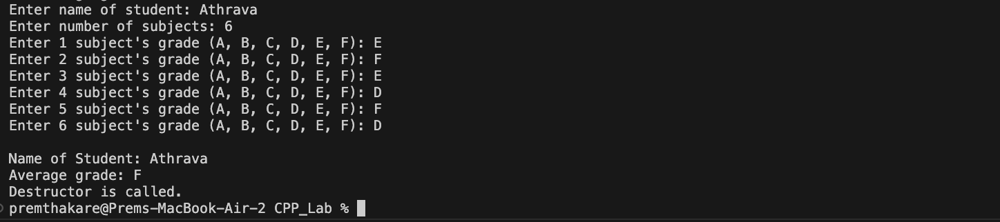 Enter name of student: Athrava
Enter number of subjects: 6
Enter 1 subject's grade (A, B, C, D, E, F): E
Enter 2 subject's grade (A, B, C, D, E, F): F
Enter 3 subject's grade (A, B, C, D, E, F): E
Enter 4 subject's grade (A, B, C, D, E, F): D
Enter 5 subject's grade (A, B, C, D, E, F): F
Enter 6 subject's grade (A, B, C, D, E, F): D
Name of Student: Athrava
Average grade: F
Destructor is called.
premthakare@Prems-MacBook-Air-2 CPP_Lab %